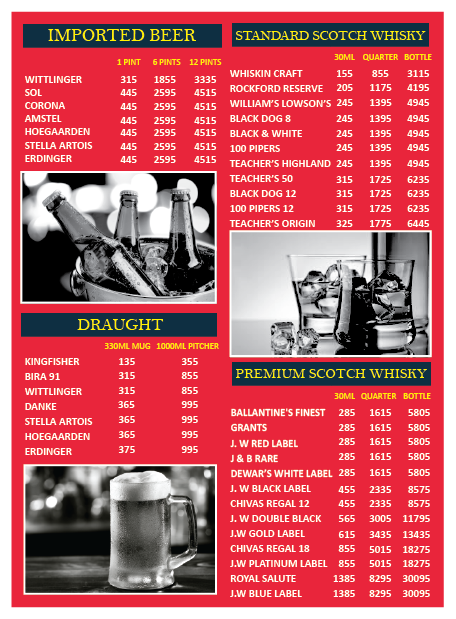 IMPORTED BEER
1 PINT 6 PINTS 12 PINTS
WITTLINGER 315 1855 3335
SOL 445 2595 4515
CORONA 445 2595 4515
AMSTEL 445 2595 4515
HOEGAARDEN 445 2595 4515
STELLA ARTOIS 445 2595 4515
ERDINGER 445 2595 4515
DRAUGHT
330ML MUG 1000ML PITCHER
KINGFISHER 135 355
BIRA 91 315 855
WITTLINGER 315 855
DANKE 365 995
STELLA ARTOIS 365 995
HOEGAARDEN 365 995
ERDINGER 375 995
STANDARD SCOTCH WHISKY
30ML QUARTER BOTTLE
WHISKIN CRAFT 155 855 3115
ROCKFORD RESERVE 205 1175 4195
WILLIAM'S LOWSON'S 245 1395 4945
BLACK DOG 8 245 1395 4945
BLACK & WHITE 245 1395 4945
100 PIPERS 245 1395 4945
TEACHER'S HIGHLAND 245 1395 4945
TEACHER'S 50 315 1725 6235
BLACK DOG 12 315 1725 6235
100 PIPERS 12 315 1725 6235
TEACHER'S ORIGIN 325 1775 6445
PREMIUM SCOTCH WHISKY
30ML QUARTER BOTTLE
BALLANTINE'S FINEST 285 1615 5805
GRANTS 285 1615 5805
J. W RED LABEL 285 1615 5805
J & B RARE 285 1615 5805
DEWAR'S WHITE LABEL 285 1615 5805
J. W BLACK LABEL 455 2335 8575
CHIVAS REGAL 12 455 2335 8575
J. W DOUBLE BLACK 565 3005 11795
J.W GOLD LABEL 615 3435 13435
CHIVAS REGAL 18 855 5015 18275
J.W PLATINUM LABEL 855 5015 18275
ROYAL SALUTE 1385 8295 30095
J.W BLUE LABEL 1385 8295 30095